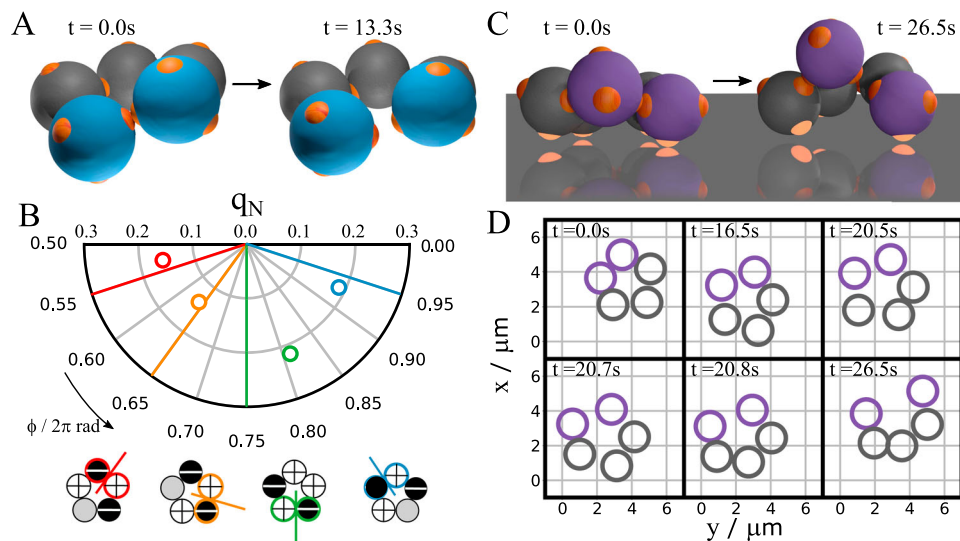 A
t = 0.0s
t = 13.3s
C
t = 0.0s
t = 26.5s
B
qN
0.3 0.2 0.1 0.0 0.1 0.2 0.3
0.50
0.00
0.55
0.95
0.60
0.90
0.65
0.85
0.70
0.80
0.75
ϕ / 2π rad
D
t=0.0s
t=16.5s
t=20.5s
t=20.7s
t=20.8s
t=26.5s
6
4
2
0
6
4
2
0
x / μm
0 2 4 6 0 2 4 6 0 2 4 6
y / μm